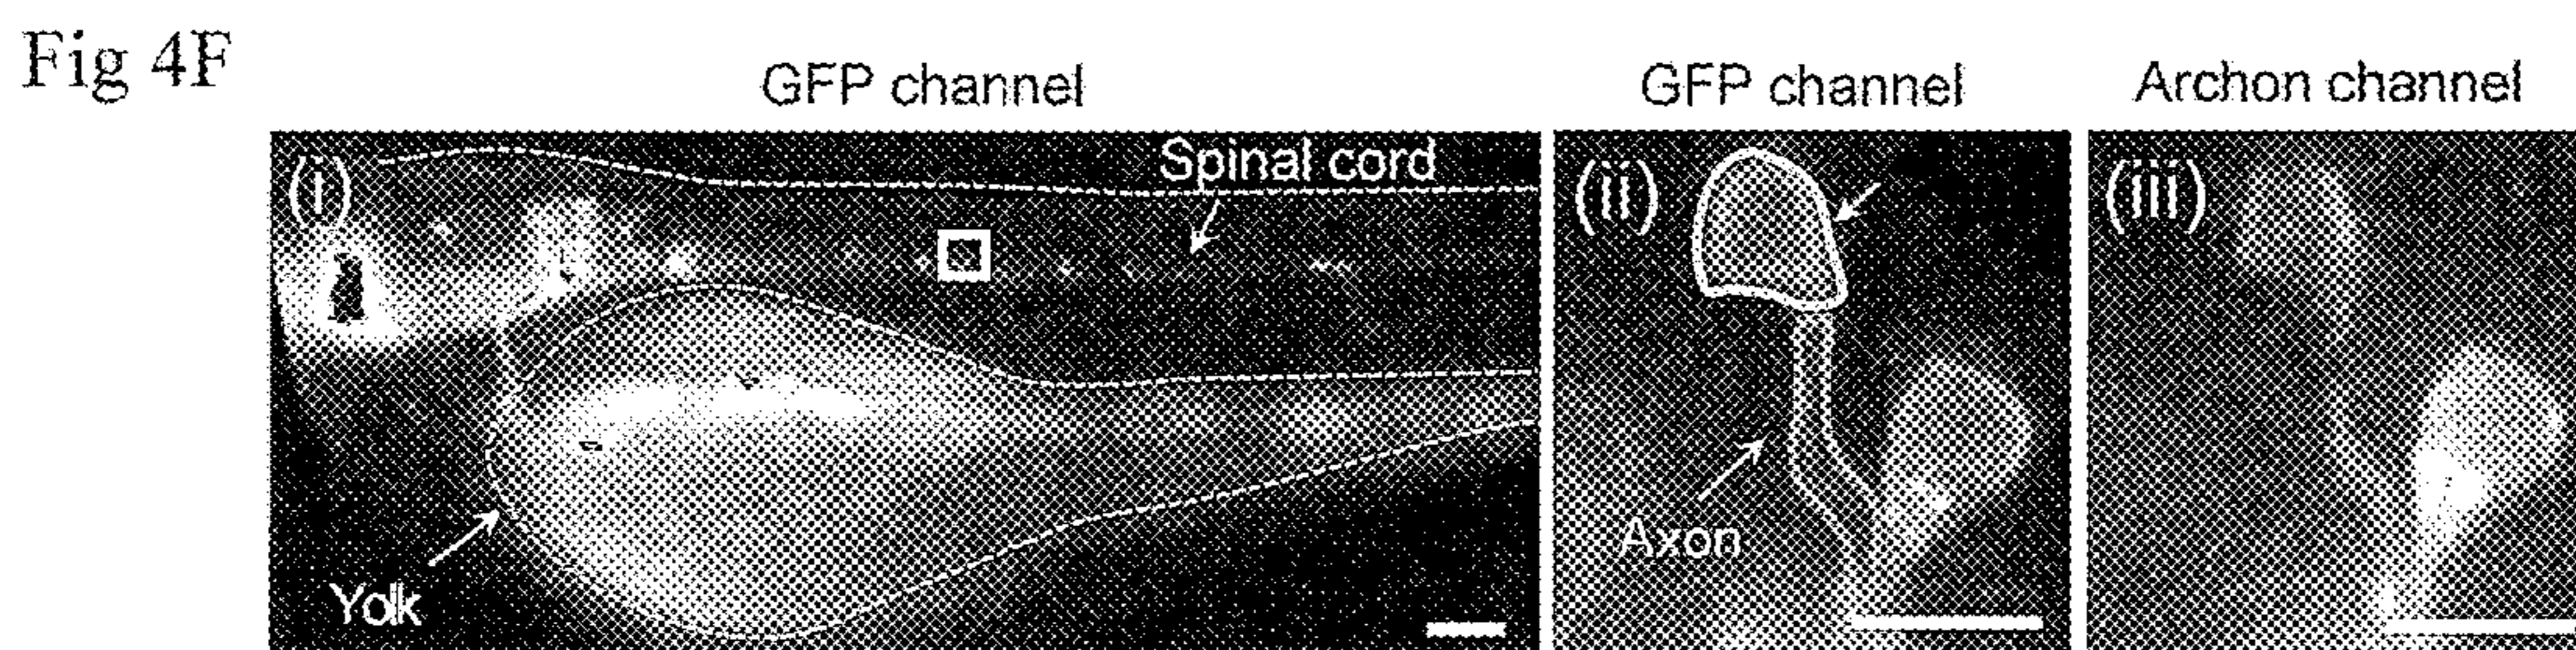 Fig 4F
GFP channel
GFP channel
Archon channel
(i)
Spinal cord
(ii)
(iii)
Axon
Yolk